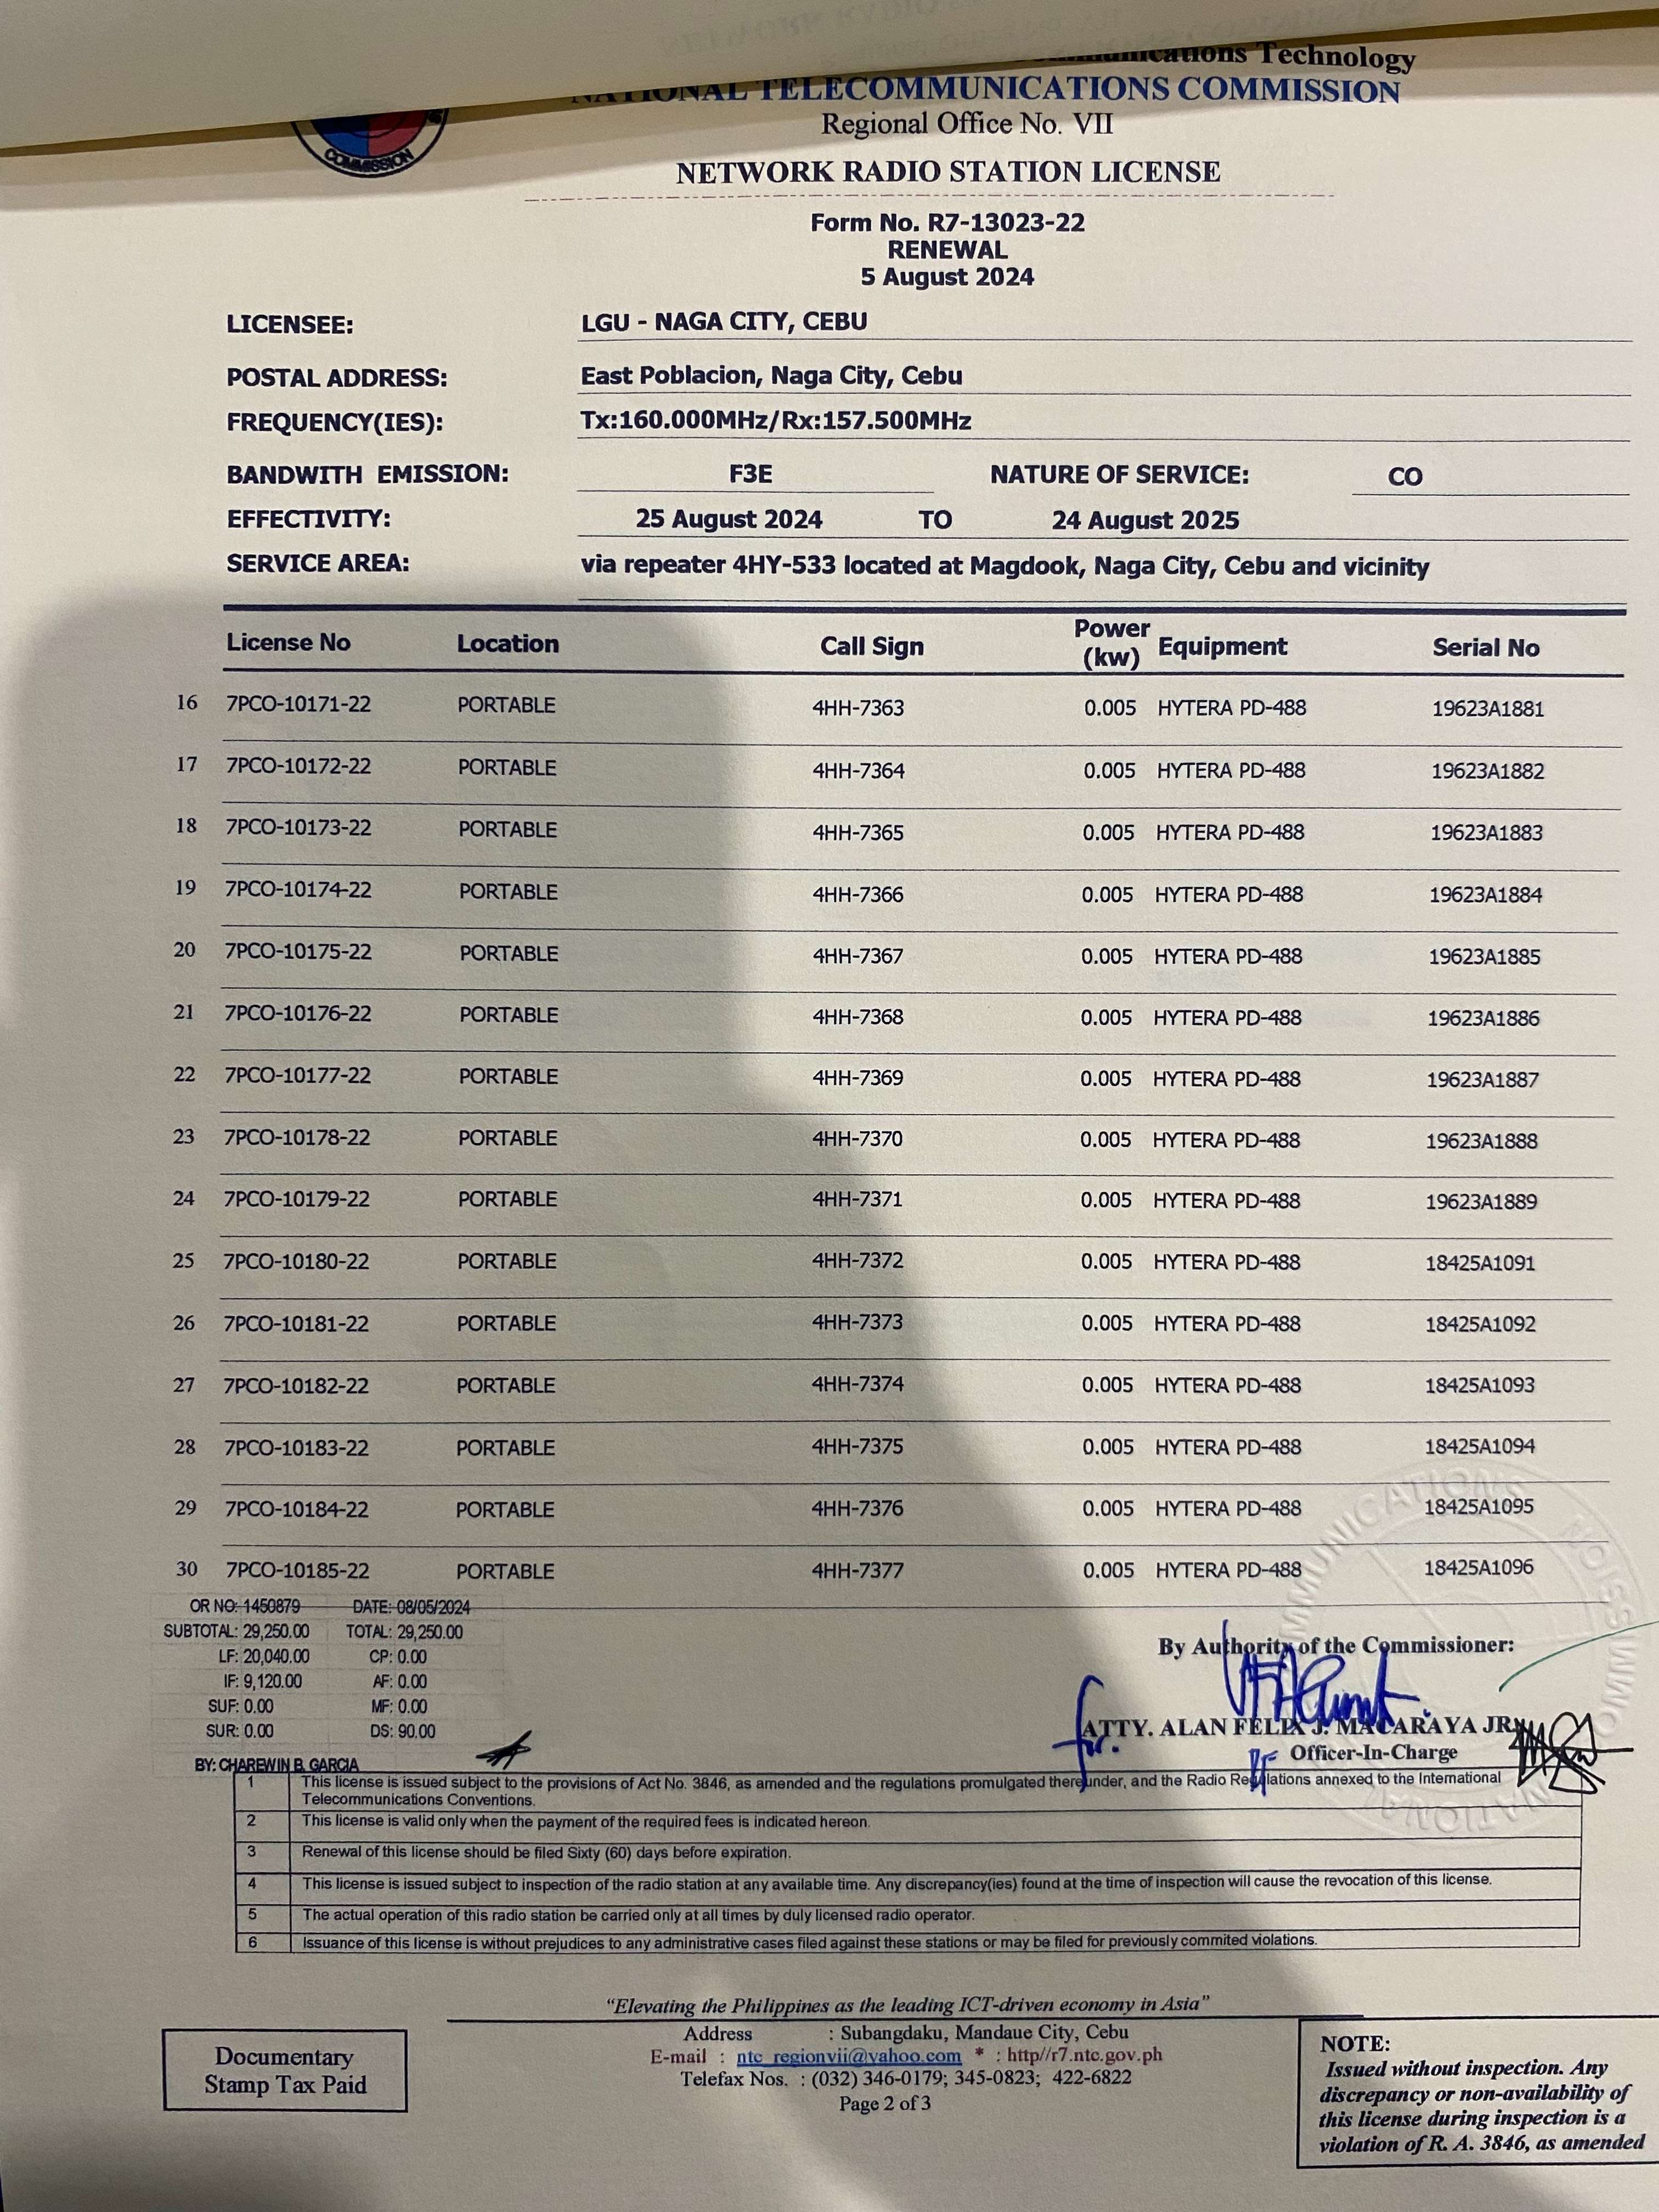 Technology
NATIONAL TELECOMMUNICATIONS COMMISSION
Regional Office No. VII
COMMISSION
NETWORK RADIO STATION LICENSE
Form No. R7-13023-22
RENEWAL
5 August 2024
LICENSEE: LGU - NAGA CITY, CEBU
POSTAL ADDRESS: East Poblacion, Naga City, Cebu
FREQUENCY(IES): Tx:160.000MHz/Rx:157.500MHz
BANDWITH EMISSION: F3E NATURE OF SERVICE: CO
EFFECTIVITY: 25 August 2024 TO 24 August 2025
SERVICE AREA: via repeater 4HY-533 located at Magdook, Naga City, Cebu and vicinity
License No Location Call Sign Power (kw) Equipment Serial No
16 7PCO-10171-22 PORTABLE 4HH-7363 0.005 HYTERA PD-488 19623A1881
17 7PCO-10172-22 PORTABLE 4HH-7364 0.005 HYTERA PD-488 19623A1882
18 7PCO-10173-22 PORTABLE 4HH-7365 0.005 HYTERA PD-488 19623A1883
19 7PCO-10174-22 PORTABLE 4HH-7366 0.005 HYTERA PD-488 19623A1884
20 7PCO-10175-22 PORTABLE 4HH-7367 0.005 HYTERA PD-488 19623A1885
21 7PCO-10176-22 PORTABLE 4HH-7368 0.005 HYTERA PD-488 19623A1886
22 7PCO-10177-22 PORTABLE 4HH-7369 0.005 HYTERA PD-488 19623A1887
23 7PCO-10178-22 PORTABLE 4HH-7370 0.005 HYTERA PD-488 19623A1888
24 7PCO-10179-22 PORTABLE 4HH-7371 0.005 HYTERA PD-488 19623A1889
25 7PCO-10180-22 PORTABLE 4HH-7372 0.005 HYTERA PD-488 18425A1091
26 7PCO-10181-22 PORTABLE 4HH-7373 0.005 HYTERA PD-488 18425A1092
27 7PCO-10182-22 PORTABLE 4HH-7374 0.005 HYTERA PD-488 18425A1093
28 7PCO-10183-22 PORTABLE 4HH-7375 0.005 HYTERA PD-488 18425A1094
29 7PCO-10184-22 PORTABLE 4HH-7376 0.005 HYTERA PD-488 18425A1095
30 7PCO-10185-22 PORTABLE 4HH-7377 0.005 HYTERA PD-488 18425A1096
OR NO: 1450879 DATE: 08/05/2024
SUBTOTAL: 29,250.00 TOTAL: 29,250.00
LF: 20,040.00 CP: 0.00
IF: 9,120.00 AF: 0.00
SUF: 0.00 MF: 0.00
SUR: 0.00 DS: 90.00
BY: CHAREWIN B. GARCIA
By Authority of the Commissioner:
for: ATTY. ALAN FELIX J. MACARAYA JR.
Officer-In-Charge
1 This license is issued subject to the provisions of Act No. 3846, as amended and the regulations promulgated thereunder, and the Radio Regulations annexed to the International
Telecommunications Conventions.
2 This license is valid only when the payment of the required fees is indicated hereon.
3 Renewal of this license should be filed Sixty (60) days before expiration.
4 This license is issued subject to inspection of the radio station at any available time. Any discrepancy(ies) found at the time of inspection will cause the revocation of this license.
5 The actual operation of this radio station be carried only at all times by duly licensed radio operator.
6 Issuance of this license is without prejudices to any administrative cases filed against these stations or may be filed for previously commited violations.
“Elevating the Philippines as the leading ICT-driven economy in Asia”
Address : Subangdaku, Mandaue City, Cebu
E-mail : ntc_regionvii@yahoo.com * : http//r7.ntc.gov.ph
Telefax Nos. : (032) 346-0179; 345-0823; 422-6822
Page 2 of 3
Documentary
Stamp Tax Paid
NOTE:
Issued without inspection. Any
discrepancy or non-availability of
this license during inspection is a
violation of R. A. 3846, as amended